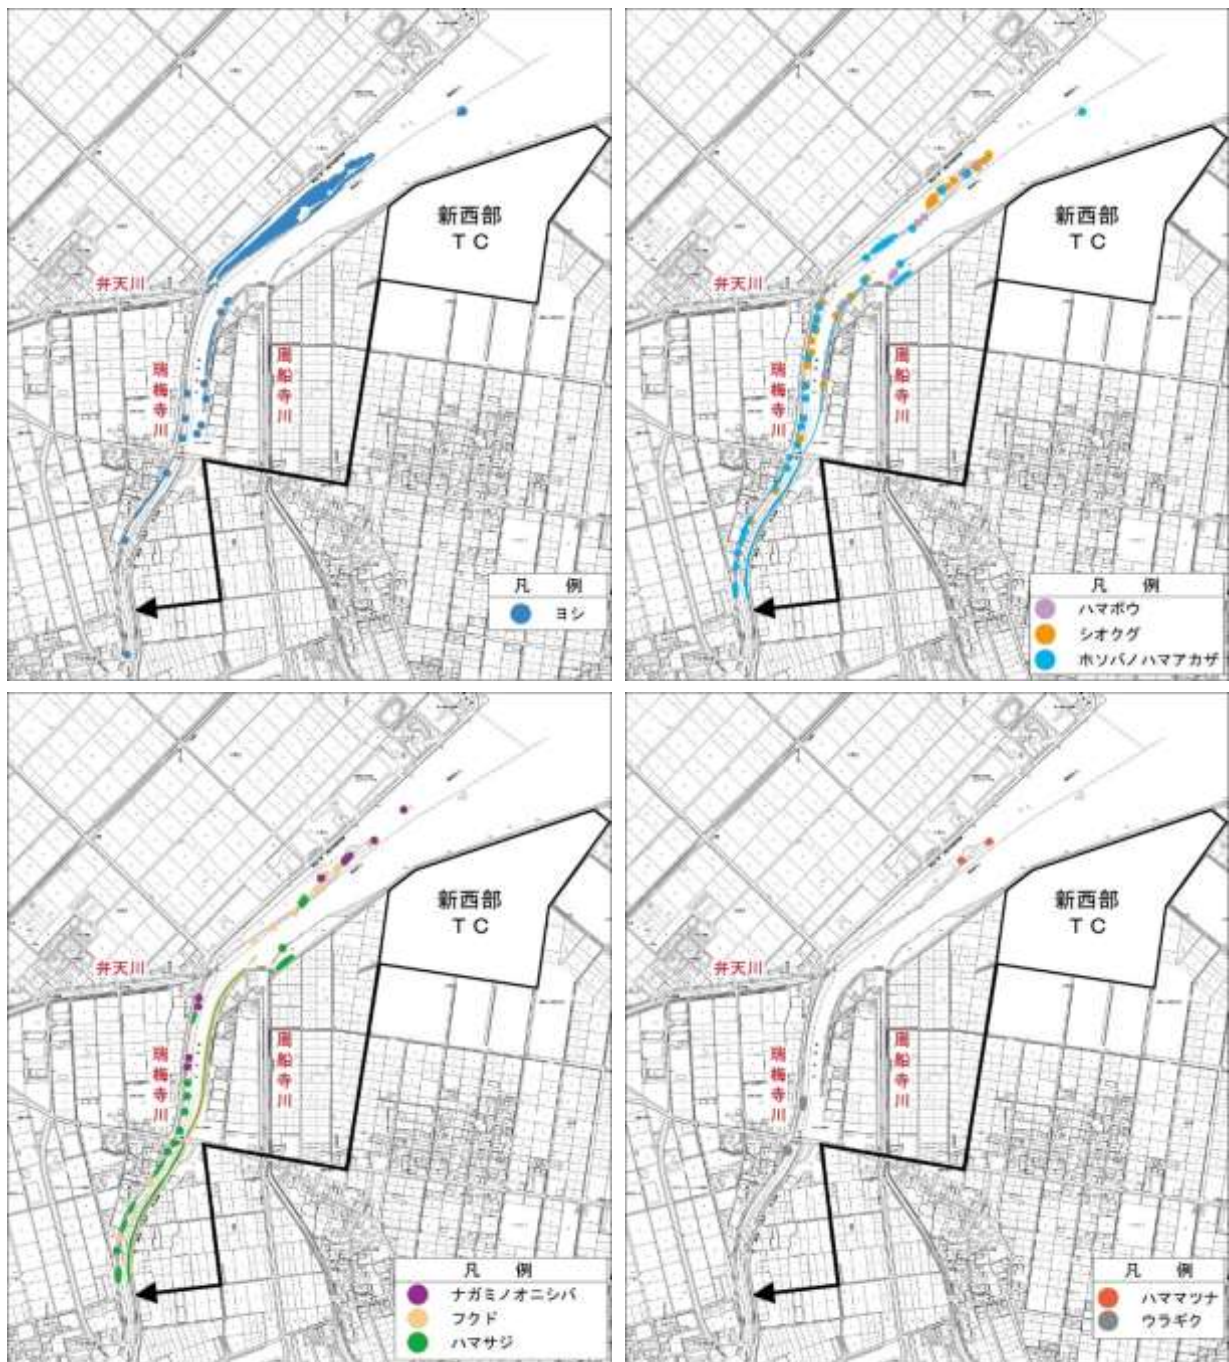 新西部
TC
弁天川
瑞梅寺川
周船寺川
凡 例
ヨシ
新西部
TC
弁天川
瑞梅寺川
周船寺川
凡 例
ハマボウ
シオクグ
ホソバノハマアカザ
新西部
TC
弁天川
瑞梅寺川
周船寺川
凡 例
ナガミノオニシバ
フクド
ハマサジ
新西部
TC
弁天川
瑞梅寺川
周船寺川
凡 例
ハママツナ
ウラギク